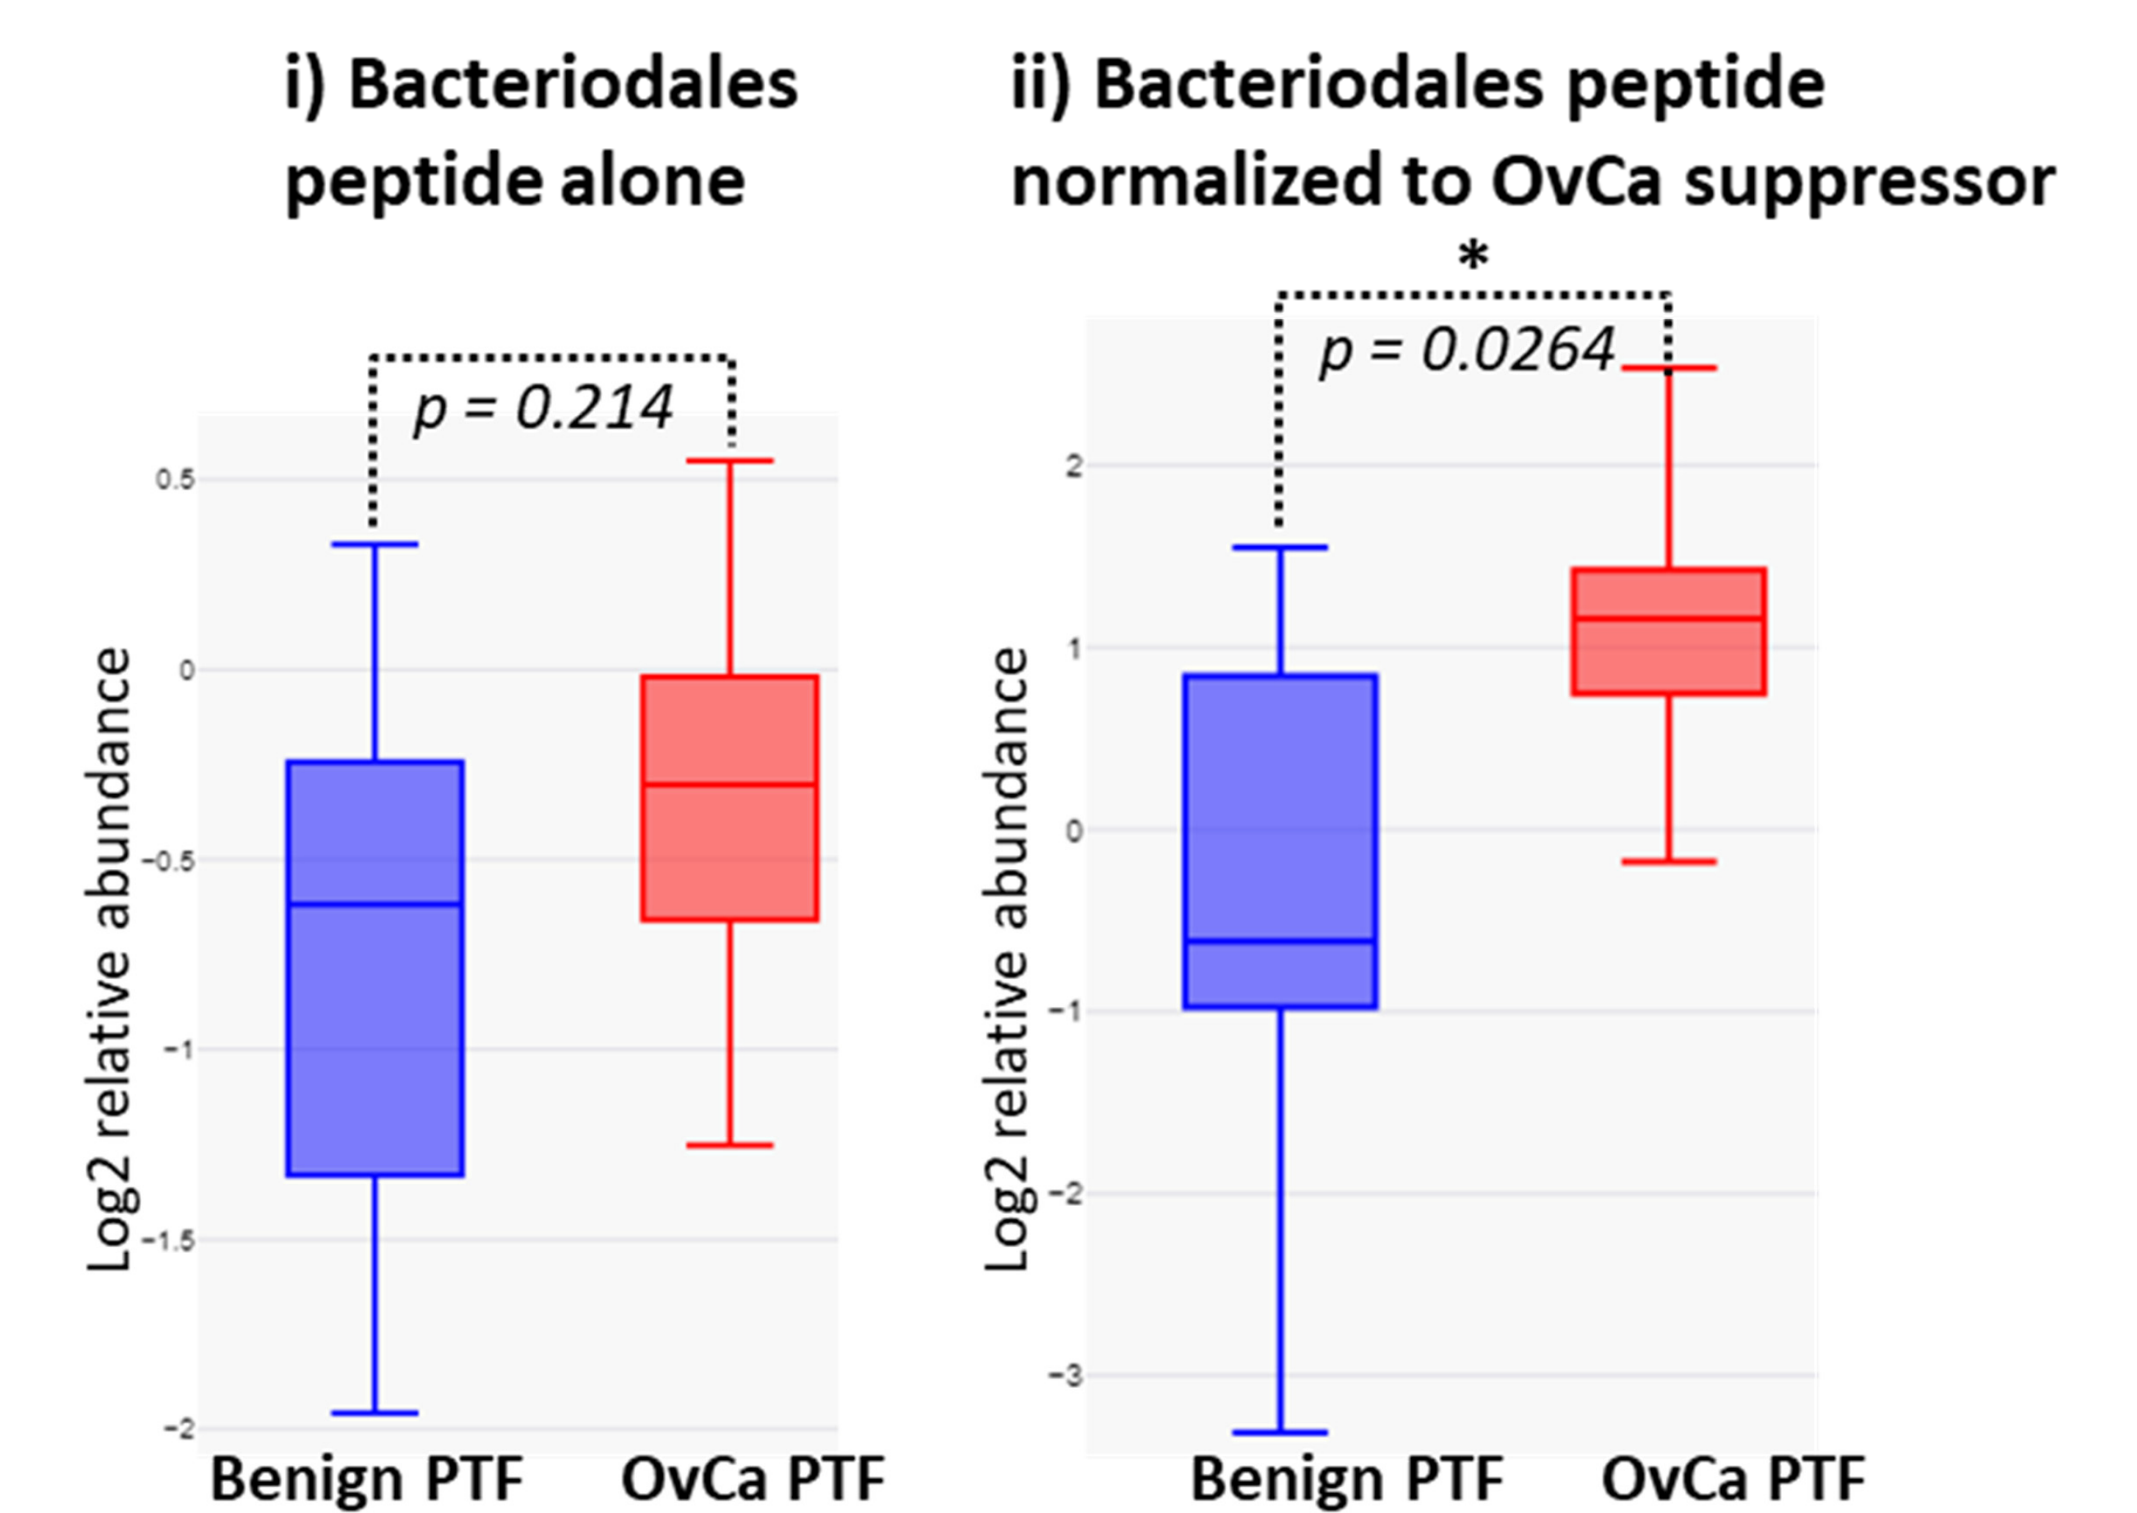 i) Bacteriodales
peptide alone
p = 0.214
0.5
0
−0.5
−1
−1.5
−2
Log2 relative abundance
Benign PTF
OvCa PTF
ii) Bacteriodales peptide
normalized to OvCa suppressor
*
p = 0.0264
2
1
0
−1
−2
−3
Log2 relative abundance
Benign PTF
OvCa PTF